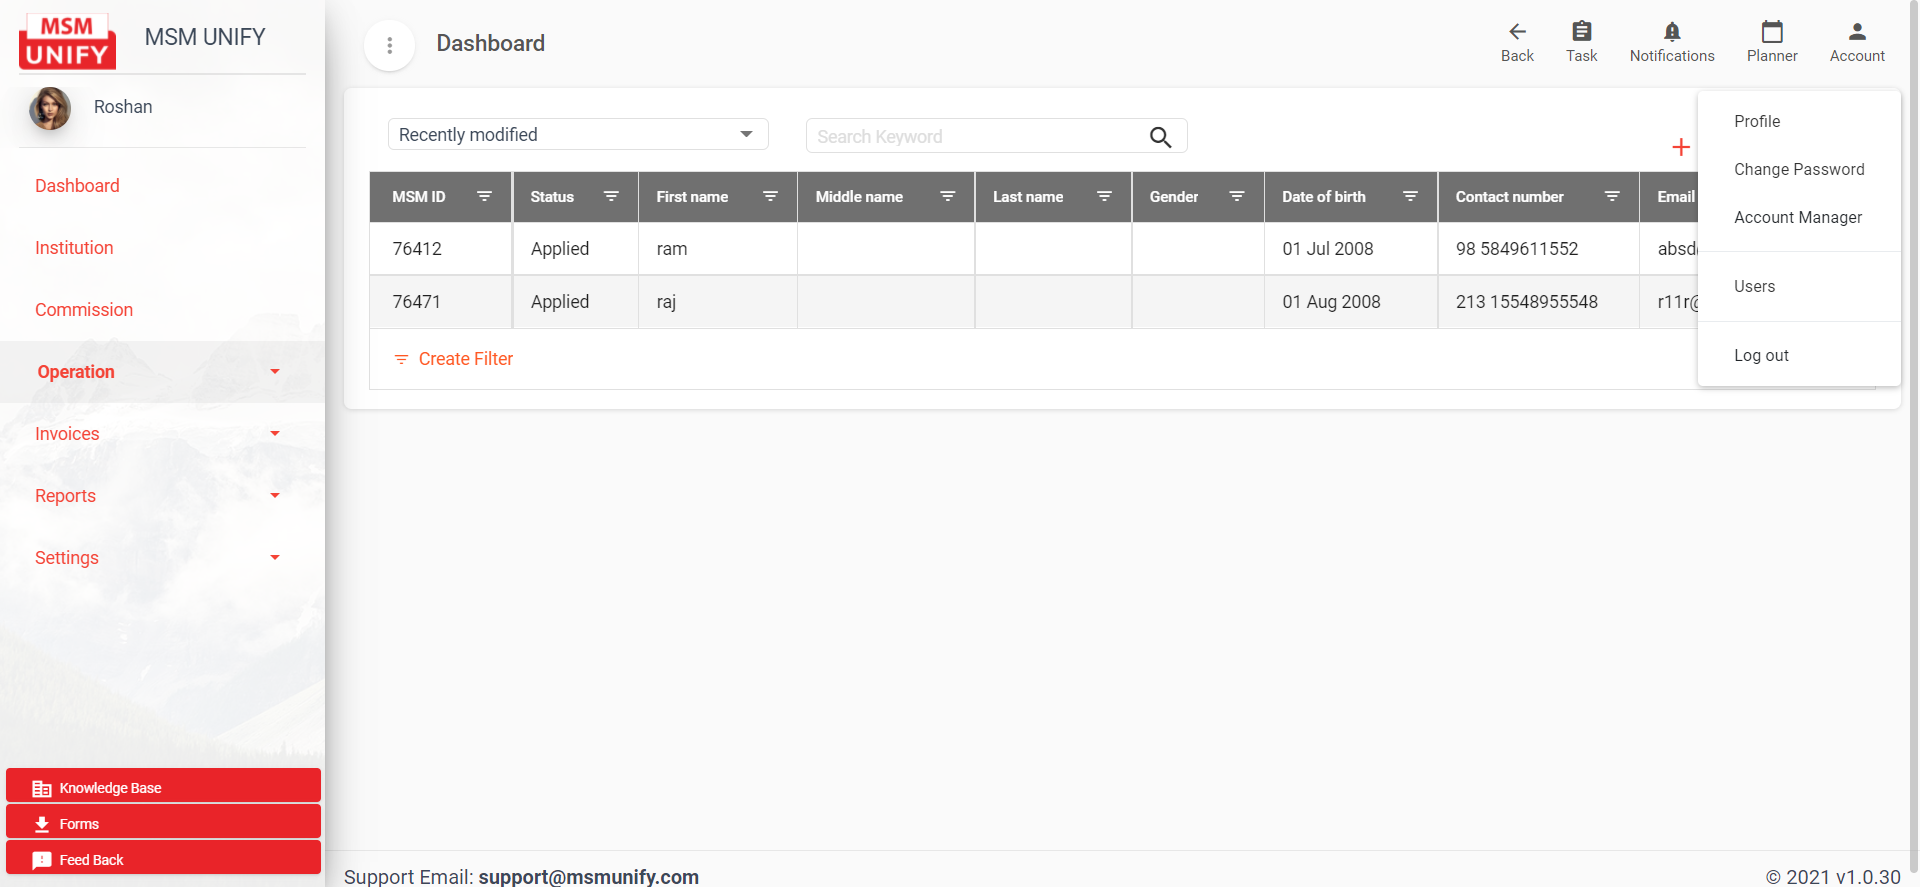 MSM
UNIFY
MSM UNIFY
Roshan
Dashboard
Institution
Commission
Operation
Invoices
Reports
Settings
Knowledge Base
Forms
Feed Back
Dashboard
Back
Task
Notifications
Planner
Account
Recently modified
Search Keyword
Profile
Change Password
Account Manager
Users
Log out
MSM ID Status First name Middle name Last name Gender Date of birth Contact number Email
76412 Applied ram 01 Jul 2008 98 5849611552
76471 Applied raj 01 Aug 2008 213 15548955548 r11r@
Create Filter
Support Email: support@msmunify.com
© 2021 v1.0.30